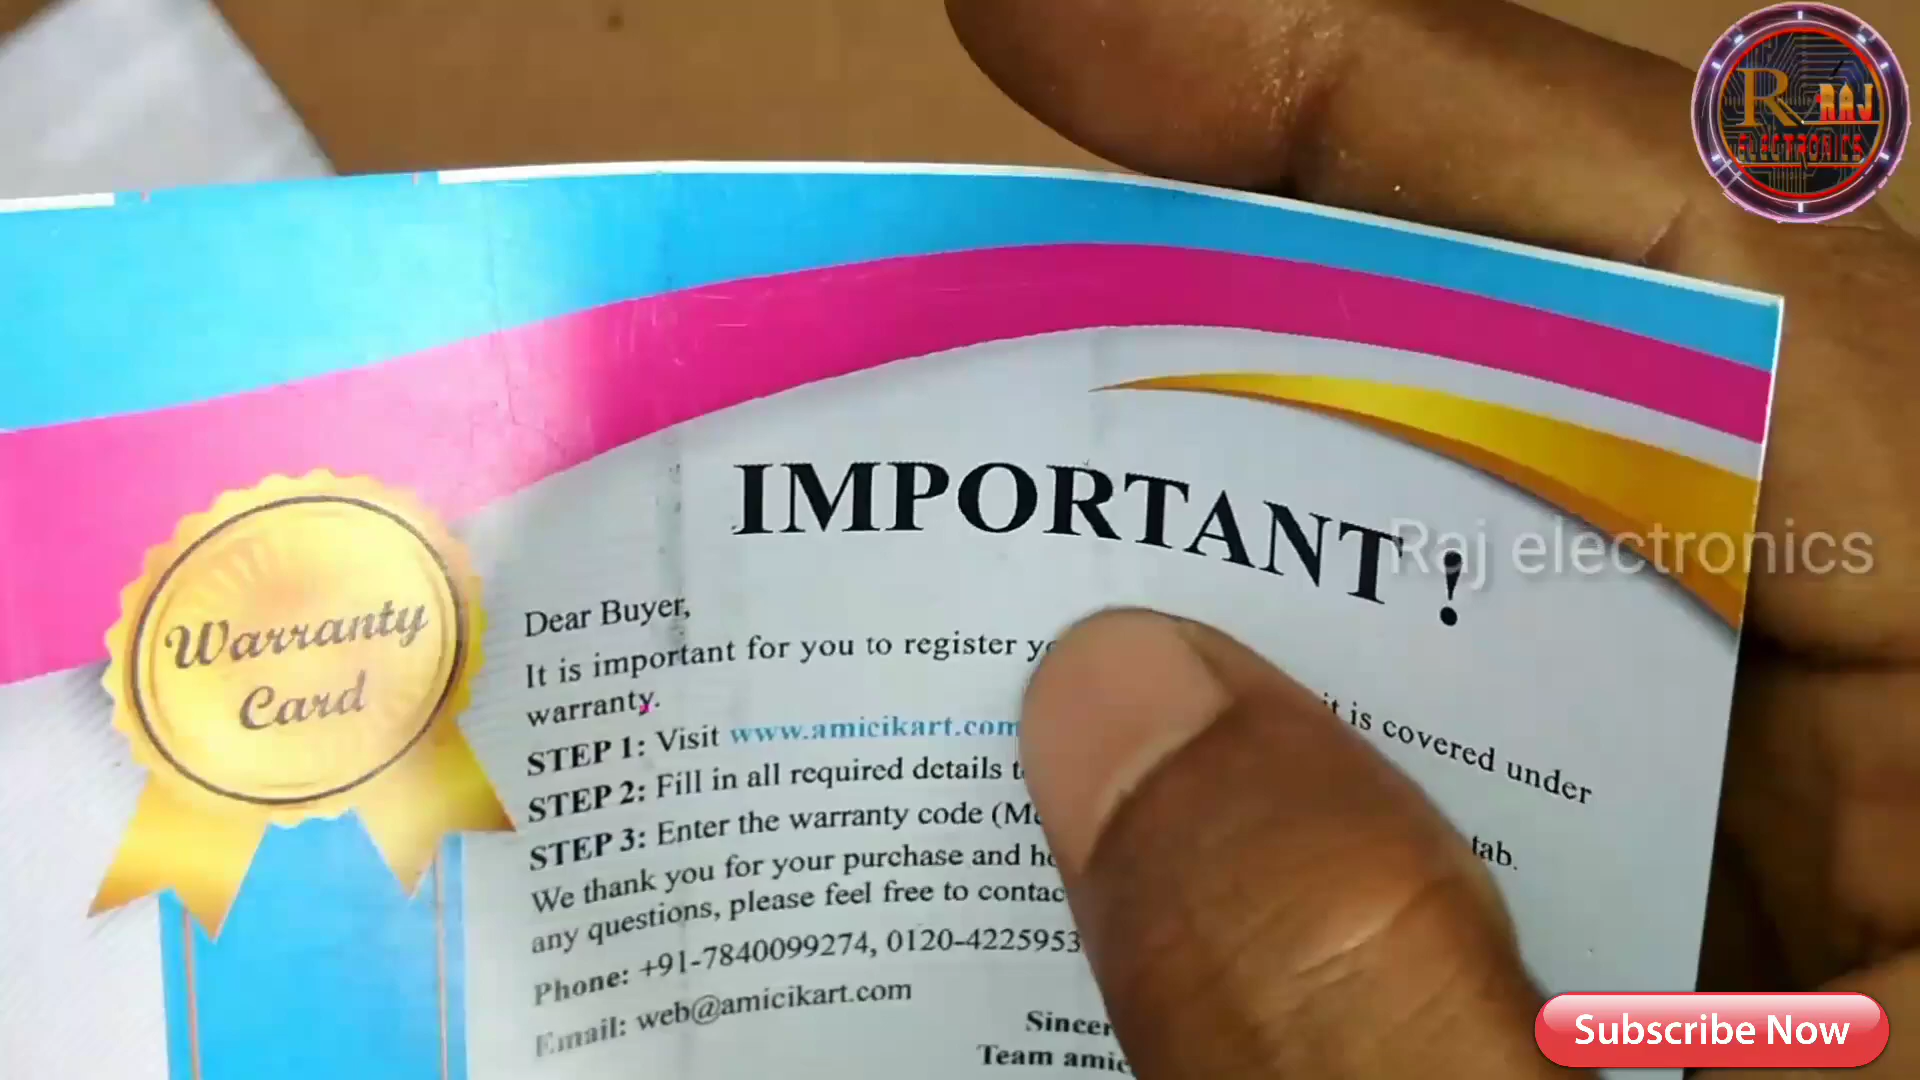 R RAJ
ELECTRONICS
IMPORTANT !
Raj electronics
Warranty
Card
Dear Buyer,
It is important for you to register it is covered under
warranty.
STEP 1: Visit www.amicikart.com
STEP 2: Fill in all required details tab.
STEP 3: Enter the warranty code
We thank you for your purchase and
any questions, please feel free to
Phone: +91-7840099274, 0120-4225953
Email: web@amicikart.com
Team
Subscribe Now